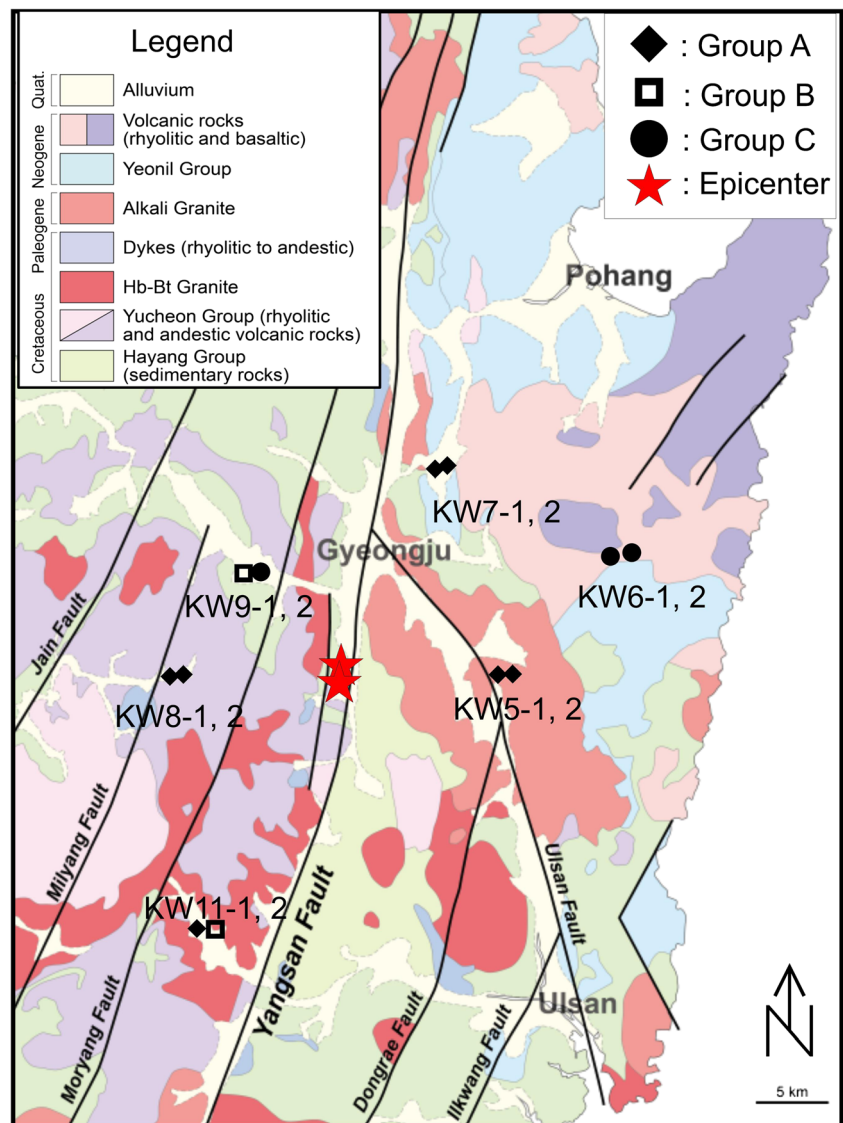 Legend
Quat.
Alluvium
Neogene
Volcanic rocks
(rhyolitic and basaltic)
Yeonil Group
Paleogene
Alkali Granite
Dykes (rhyolitic to andestic)
Cretaceous
Hb-Bt Granite
Yucheon Group (rhyolitic
and andestic volcanic rocks)
Hayang Group
(sedimentary rocks)
: Group A
: Group B
: Group C
: Epicenter
Pohang
KW7-1, 2
Gyeongju
KW9-1, 2
KW6-1, 2
Jain Fault
KW8-1, 2
KW5-1, 2
Milyang Fault
Ulsan Fault
KW11-1, 2
Yangsan Fault
Moryang Fault
Dongrae Fault
Ilkwang Fault
Ulsan
N
5 km